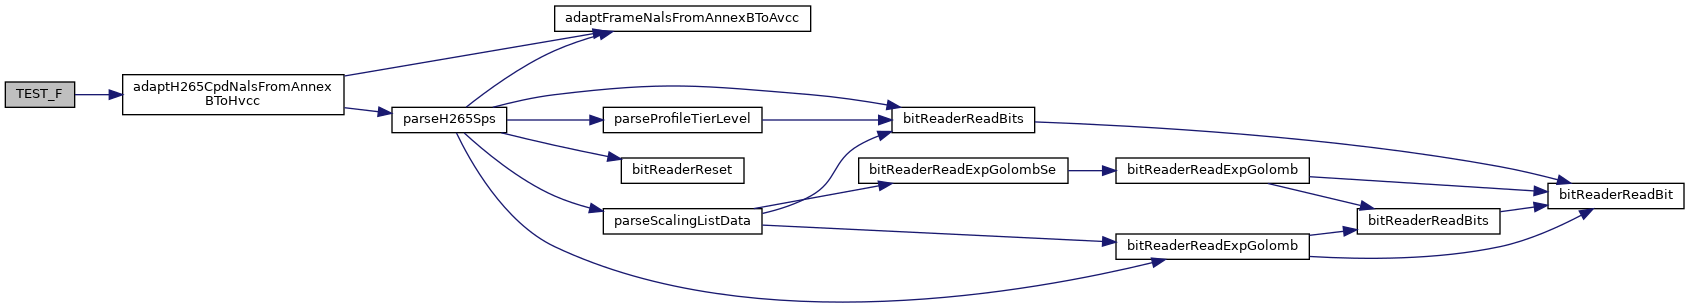 adaptFrameNalsFromAnnexBToAvcc
TEST_F
adaptH265CpdNalsFromAnnex
BToHvcc
parseH265Sps
parseProfileTierLevel
bitReaderReadBits
bitReaderReset
bitReaderReadExpGolombSe
bitReaderReadExpGolomb
bitReaderReadBit
parseScalingListData
bitReaderReadBits
bitReaderReadExpGolomb